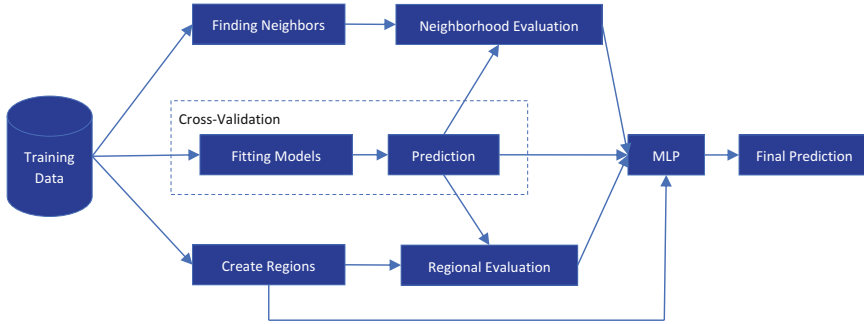 Finding Neighbors
Neighborhood Evaluation
Cross-Validation
Training
Data
Fitting Models
Prediction
MLP
Final Prediction
Create Regions
Regional Evaluation